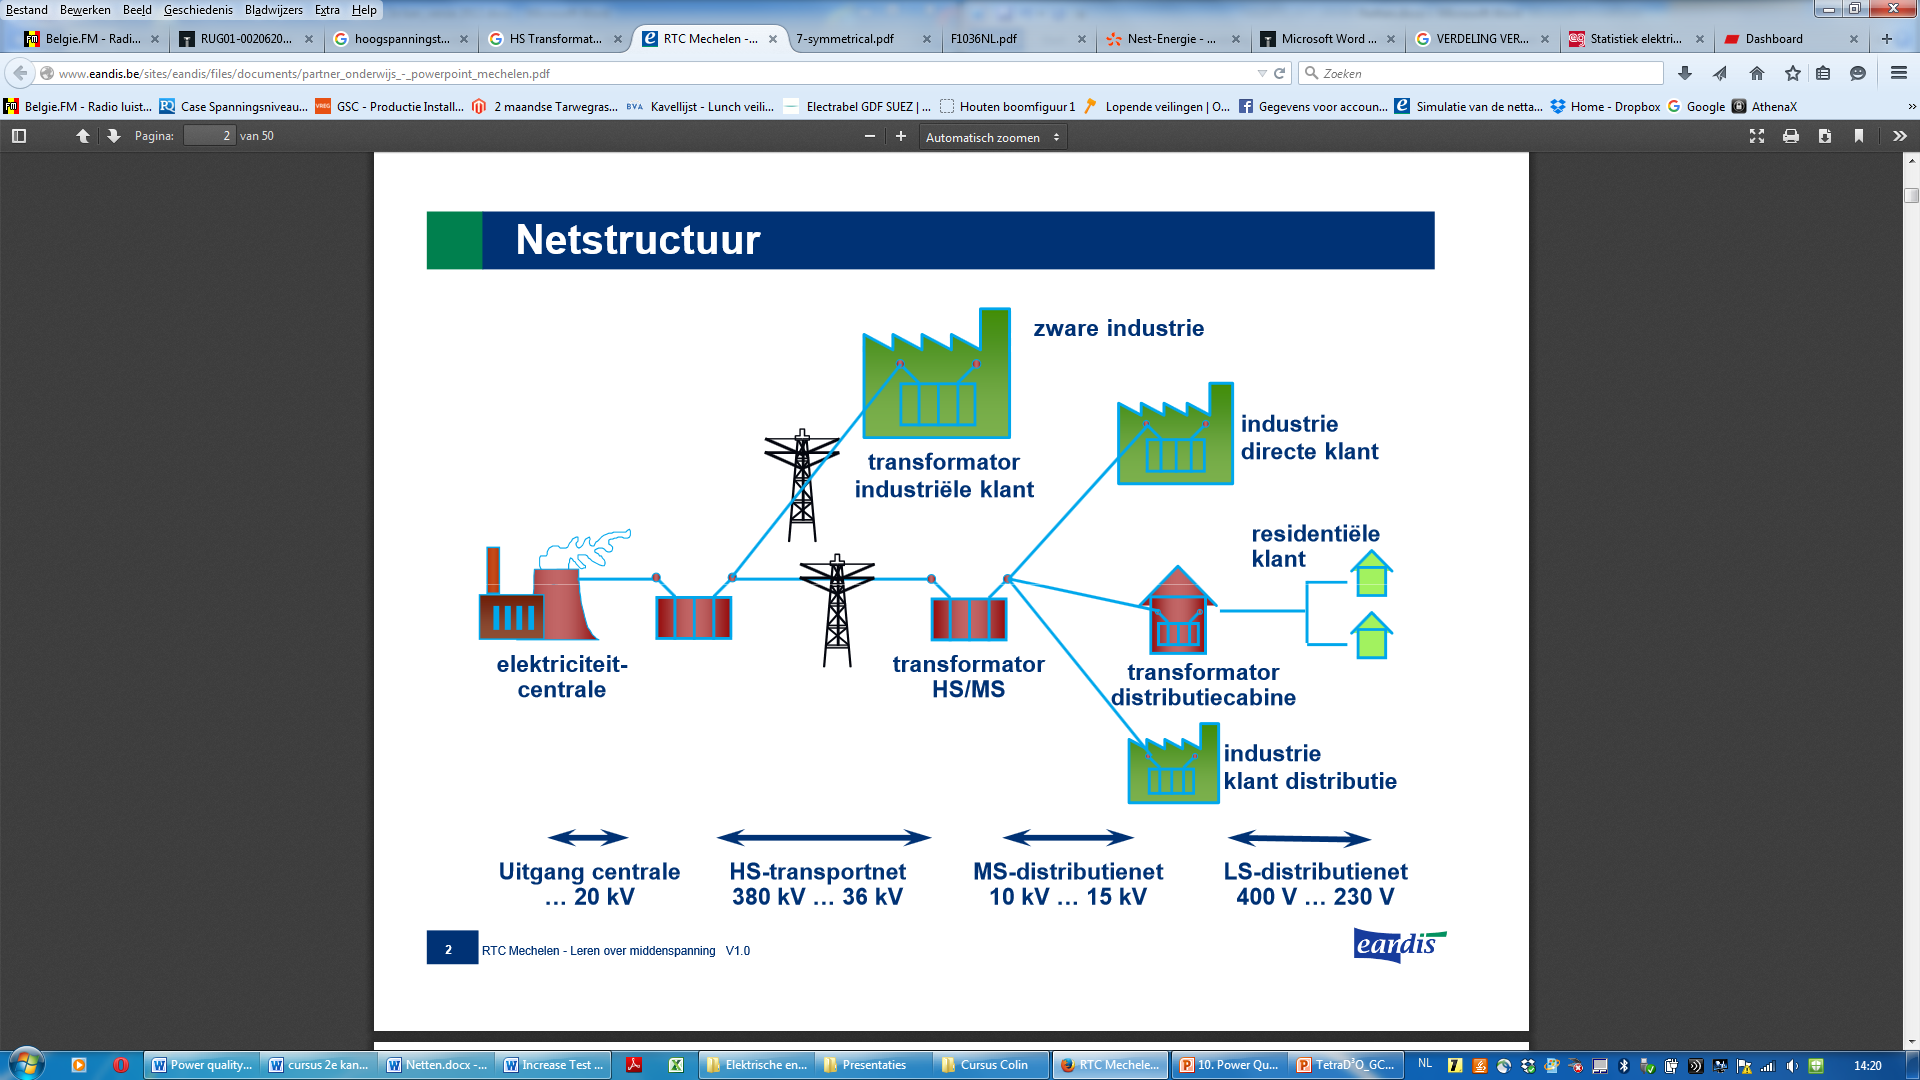 Bestand Bewerken Beeld Geschiedenis Bladwijzers Extra Help
Belgie.FM - Radi... RUG01-0020620... hoogspanningst... HS Transformat... RTC Mechelen -... 7-symmetrical.pdf F1036NL.pdf Nest-Energie - ... Microsoft Word ... VERDELING VER... Statistiek elektri... Dashboard
www.eandis.be/sites/eandis/files/documents/partner_onderwijs_-_powerpoint_mechelen.pdf Zoeken
Belgie.FM - Radio luist... Case Spanningsniveau... GSC - Productie Install... 2 maandse Tarwegras... BVA Kavellijst - Lunch veili... Electrabel GDF SUEZ | ... Houten boomfiguur 1 Lopende veilingen | O... Gegevens voor accoun... Simulatie van de netta... Home - Dropbox Google AthenaX
Pagina: 2 van 50 Automatisch zoomen
Netstructuur
zware industrie
industrie
directe klant
transformator
industriële klant
residentiële
klant
elektriciteit-
centrale
transformator
HS/MS
transformator
distributiecabine
industrie
klant distributie
Uitgang centrale
... 20 kV
HS-transportnet
380 kV ... 36 kV
MS-distributienet
10 kV ... 15 kV
LS-distributienet
400 V ... 230 V
2 RTC Mechelen - Leren over middenspanning V1.0
eandis
Power quality... cursus 2e kan... Netten.docx -... Increase Test ... Elektrische en... Presentaties Cursus Colin RTC Mechele... 10. Power Qu... TetraD³O_GC... NL 14:20